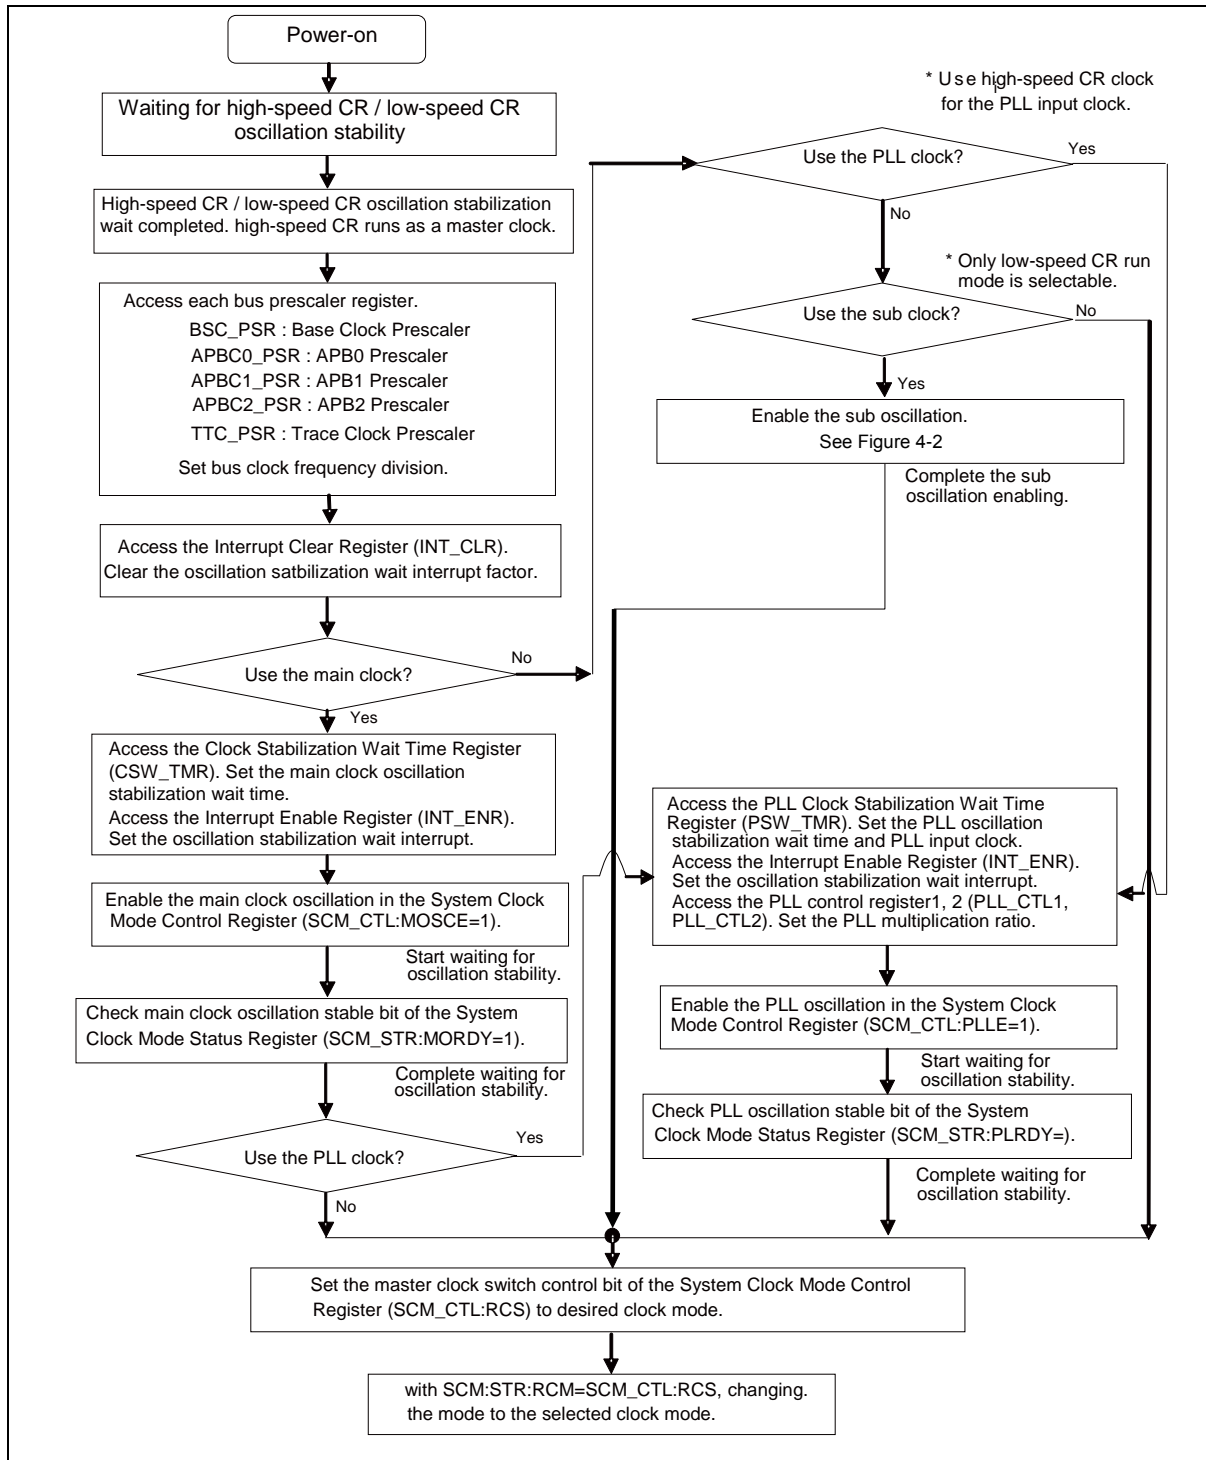 Power-on
Waiting for high-speed CR / low-speed CR
oscillation stability
High-speed CR / low-speed CR oscillation stabilization
wait completed. high-speed CR runs as a master clock.
Access each bus prescaler register.
BSC_PSR : Base Clock Prescaler
APBC0_PSR : APB0 Prescaler
APBC1_PSR : APB1 Prescaler
APBC2_PSR : APB2 Prescaler
TTC_PSR : Trace Clock Prescaler
Set bus clock frequency division.
Access the Interrupt Clear Register (INT_CLR).
Clear the oscillation satbilization wait interrupt factor.
Use the main clock?
No
Yes
Access the Clock Stabilization Wait Time Register
(CSW_TMR). Set the main clock oscillation
stabilization wait time.
Access the Interrupt Enable Register (INT_ENR).
Set the oscillation stabilization wait interrupt.
Enable the main clock oscillation in the System Clock
Mode Control Register (SCM_CTL:MOSCE=1).
Start waiting for
oscillation stability.
Check main clock oscillation stable bit of the System
Clock Mode Status Register (SCM_STR:MORDY=1).
Complete waiting for
oscillation stability.
Use the PLL clock?
Yes
No
* Use high-speed CR clock
for the PLL input clock.
Use the PLL clock?
Yes
No
* Only low-speed CR run
mode is selectable.
Use the sub clock?
No
Yes
Enable the sub oscillation.
See Figure 4-2
Complete the sub
oscillation enabling.
Access the PLL Clock Stabilization Wait Time
Register (PSW_TMR). Set the PLL oscillation
stabilization wait time and PLL input clock.
Access the Interrupt Enable Register (INT_ENR).
Set the oscillation stabilization wait interrupt.
Access the PLL control register1, 2 (PLL_CTL1,
PLL_CTL2). Set the PLL multiplication ratio.
Enable the PLL oscillation in the System Clock
Mode Control Register (SCM_CTL:PLLE=1).
Start waiting for
oscillation stability.
Check PLL oscillation stable bit of the System
Clock Mode Status Register (SCM_STR:PLRDY=).
Complete waiting for
oscillation stability.
Set the master clock switch control bit of the System Clock Mode Control
Register (SCM_CTL:RCS) to desired clock mode.
with SCM:STR:RCM=SCM_CTL:RCS, changing.
the mode to the selected clock mode.